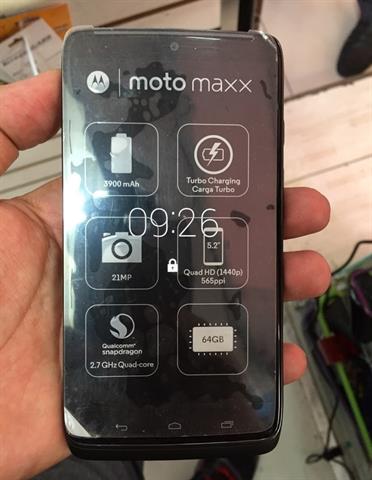 moto maxx
3900 mAh
Turbo Charging
Carga Turbo
09:26
21MP
5.2"
Quad HD (1440p)
565ppi
Qualcomm®
snapdragon
2.7 GHz Quad-core
64GB